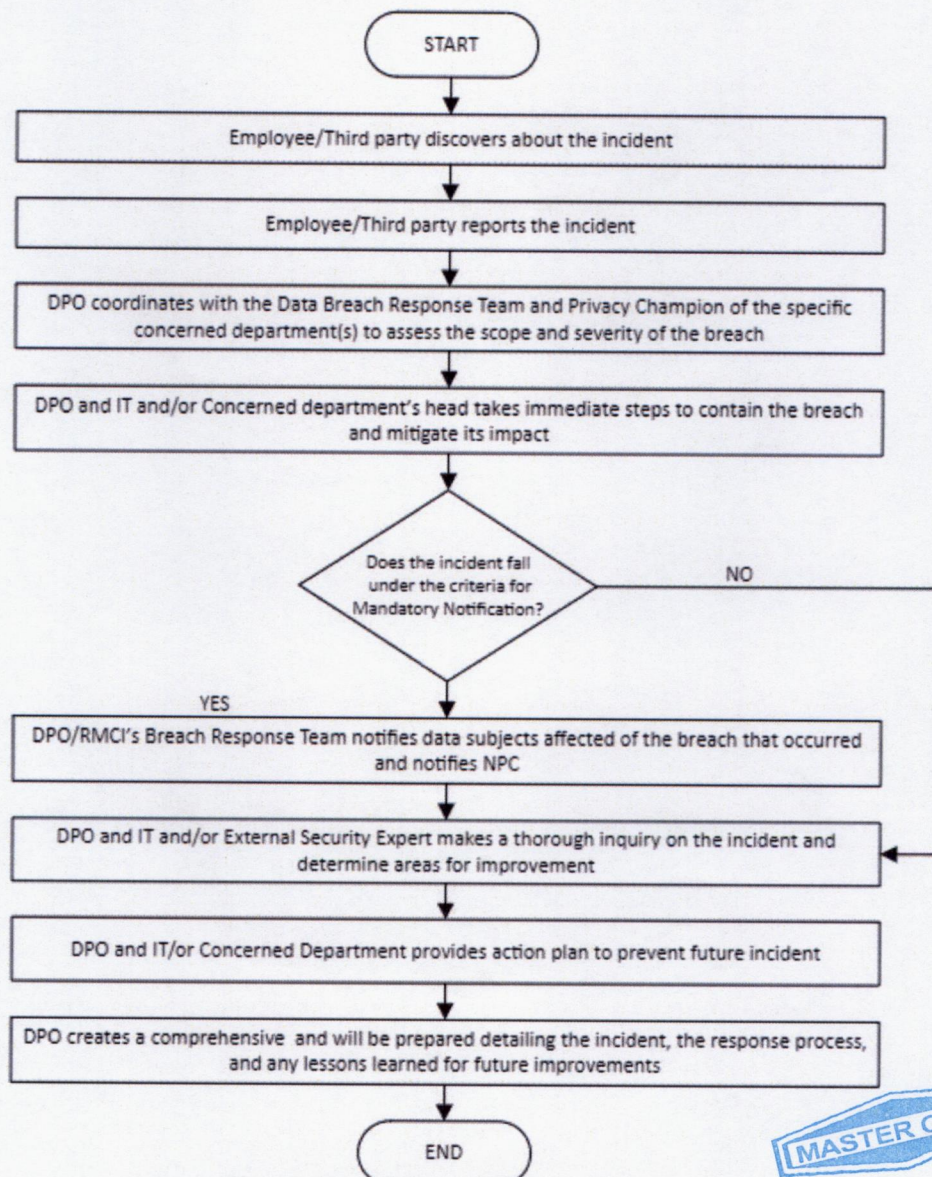 START
Employee/Third party discovers about the incident
Employee/Third party reports the incident
DPO coordinates with the Data Breach Response Team and Privacy Champion of the specific
concerned department(s) to assess the scope and severity of the breach
DPO and IT and/or Concerned department's head takes immediate steps to contain the breach
and mitigate its impact
Does the incident fall
under the criteria for
Mandatory Notification?
NO
YES
DPO/RMCI's Breach Response Team notifies data subjects affected of the breach that occurred
and notifies NPC
DPO and IT and/or External Security Expert makes a thorough inquiry on the incident and
determine areas for improvement
DPO and IT/or Concerned Department provides action plan to prevent future incident
DPO creates a comprehensive and will be prepared detailing the incident, the response process,
and any lessons learned for future improvements
END
MASTER